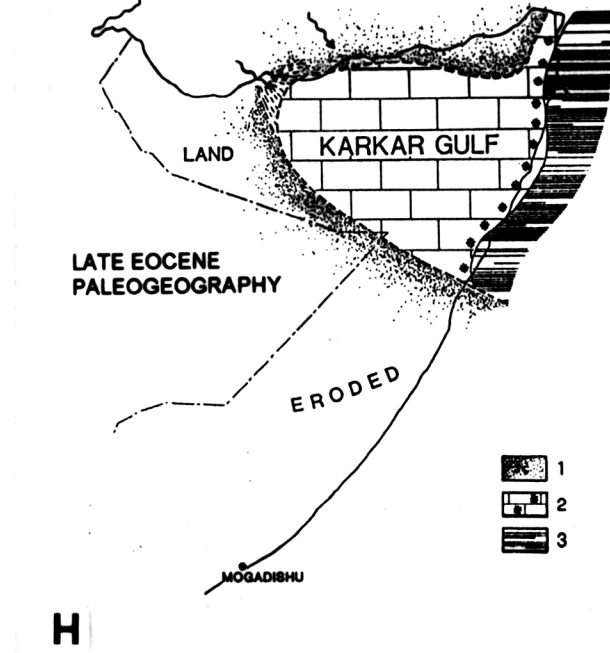 KARKAR GULF
LAND
LATE EOCENE
PALEOGEOGRAPHY
ERODED
1
2
3
MOGADISHU
H